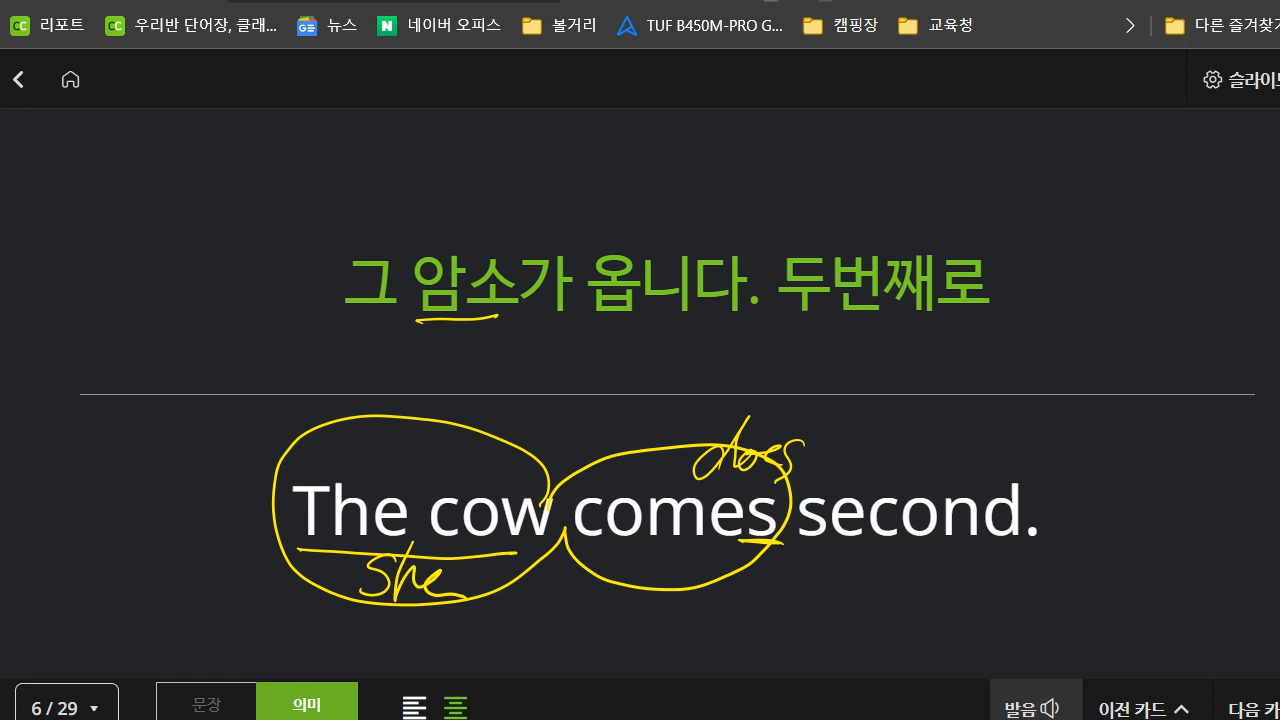 리포트 우리반 단어장, 클래... 뉴스 네이버 오피스 볼거리 TUF B450M-PRO G... 캠핑장 교육청 다른 즐겨찾기
슬라이드
그 암소가 옵니다. 두번째로
does
The cow comes second.
she
6 / 29 문장 의미 발음 이전 카드 다음 카